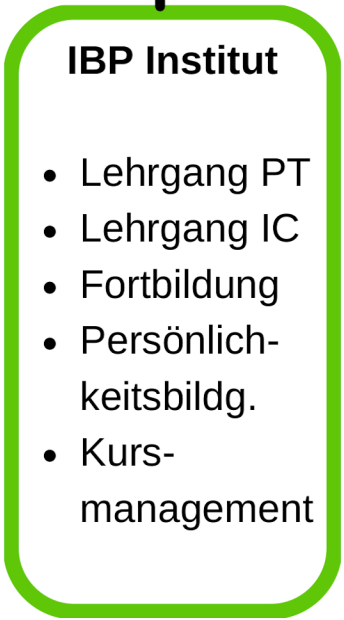 IBP Institut
• Lehrgang PT
• Lehrgang IC
• Fortbildung
• Persönlich-
keitsbildg.
• Kurs-
management